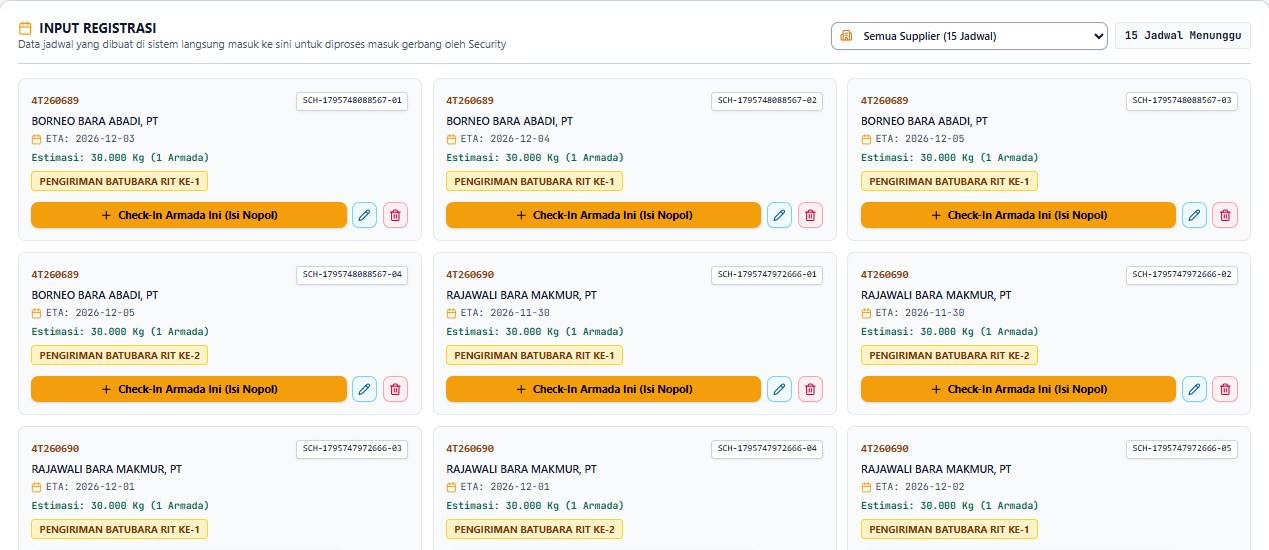 INPUT REGISTRASI
Data jadwal yang dibuat di sistem langsung masuk ke sini untuk diproses masuk gerbang oleh Security
Semua Supplier (15 Jadwal)
15 Jadwal Menunggu
4T260689
SCH-1795748088567-01
BORNEO BARA ABADI, PT
ETA: 2026-12-03
Estimasi: 30.000 Kg (1 Armada)
PENGIRIMAN BATUBARA RIT KE-1
+ Check-In Armada Ini (Isi Nopol)
4T260689
SCH-1795748088567-02
BORNEO BARA ABADI, PT
ETA: 2026-12-04
Estimasi: 30.000 Kg (1 Armada)
PENGIRIMAN BATUBARA RIT KE-1
+ Check-In Armada Ini (Isi Nopol)
4T260689
SCH-1795748088567-03
BORNEO BARA ABADI, PT
ETA: 2026-12-05
Estimasi: 30.000 Kg (1 Armada)
PENGIRIMAN BATUBARA RIT KE-1
+ Check-In Armada Ini (Isi Nopol)
4T260689
SCH-1795748088567-04
BORNEO BARA ABADI, PT
ETA: 2026-12-05
Estimasi: 30.000 Kg (1 Armada)
PENGIRIMAN BATUBARA RIT KE-2
+ Check-In Armada Ini (Isi Nopol)
4T260690
SCH-1795747972666-01
RAJAWALI BARA MAKMUR, PT
ETA: 2026-11-30
Estimasi: 30.000 Kg (1 Armada)
PENGIRIMAN BATUBARA RIT KE-1
+ Check-In Armada Ini (Isi Nopol)
4T260690
SCH-1795747972666-02
RAJAWALI BARA MAKMUR, PT
ETA: 2026-11-30
Estimasi: 30.000 Kg (1 Armada)
PENGIRIMAN BATUBARA RIT KE-2
+ Check-In Armada Ini (Isi Nopol)
4T260690
SCH-1795747972666-03
RAJAWALI BARA MAKMUR, PT
ETA: 2026-12-01
Estimasi: 30.000 Kg (1 Armada)
PENGIRIMAN BATUBARA RIT KE-1
4T260690
SCH-1795747972666-04
RAJAWALI BARA MAKMUR, PT
ETA: 2026-12-01
Estimasi: 30.000 Kg (1 Armada)
PENGIRIMAN BATUBARA RIT KE-2
4T260690
SCH-1795747972666-05
RAJAWALI BARA MAKMUR, PT
ETA: 2026-12-02
Estimasi: 30.000 Kg (1 Armada)
PENGIRIMAN BATUBARA RIT KE-1